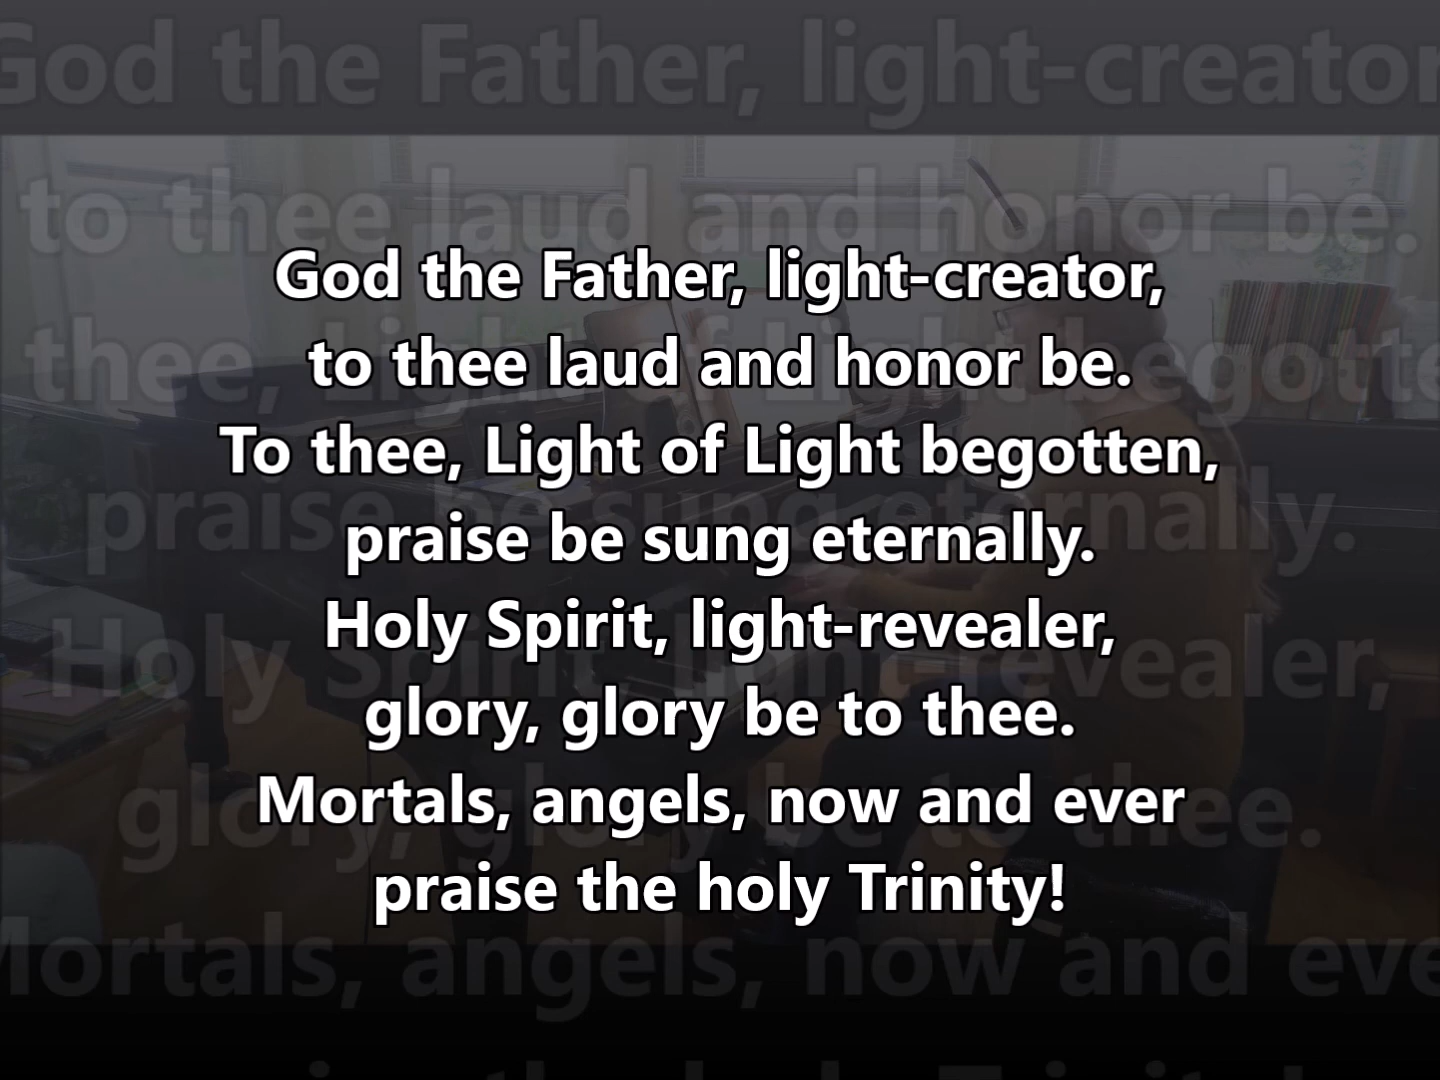 God the Father, light-creator,
to thee laud and honor be.
To thee, Light of Light begotten,
praise be sung eternally.
Holy Spirit, light-revealer,
glory, glory be to thee.
Mortals, angels, now and ever
praise the holy Trinity!